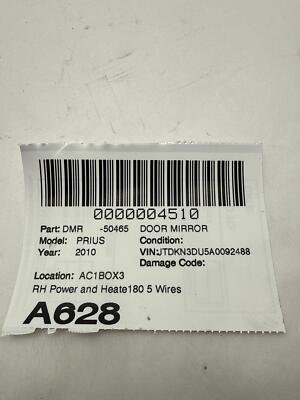 0000004510
Part: DMR -50465 DOOR MIRROR
Model: PRIUS Condition:
Year: 2010 VIN:JTDKN3DU5A0092488
Damage Code:
Location: AC1BOX3
RH Power and Heate180 5 Wires
A628